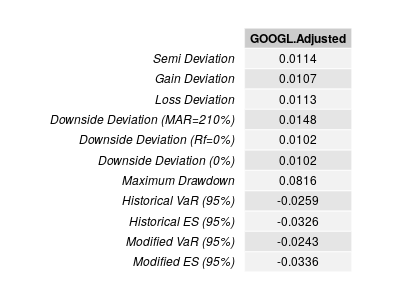 GOOGL.Adjusted
Semi Deviation 0.0114
Gain Deviation 0.0107
Loss Deviation 0.0113
Downside Deviation (MAR=210%) 0.0148
Downside Deviation (Rf=0%) 0.0102
Downside Deviation (0%) 0.0102
Maximum Drawdown 0.0816
Historical VaR (95%) -0.0259
Historical ES (95%) -0.0326
Modified VaR (95%) -0.0243
Modified ES (95%) -0.0336